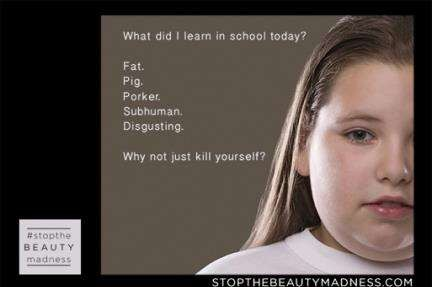 What did I learn in school today?
Fat.
Pig.
Porker.
Subhuman.
Disgusting.
Why not just kill yourself?
#stopthe
BEAUTY
madness
STOPTHEBEAUTYMADNESS.COM